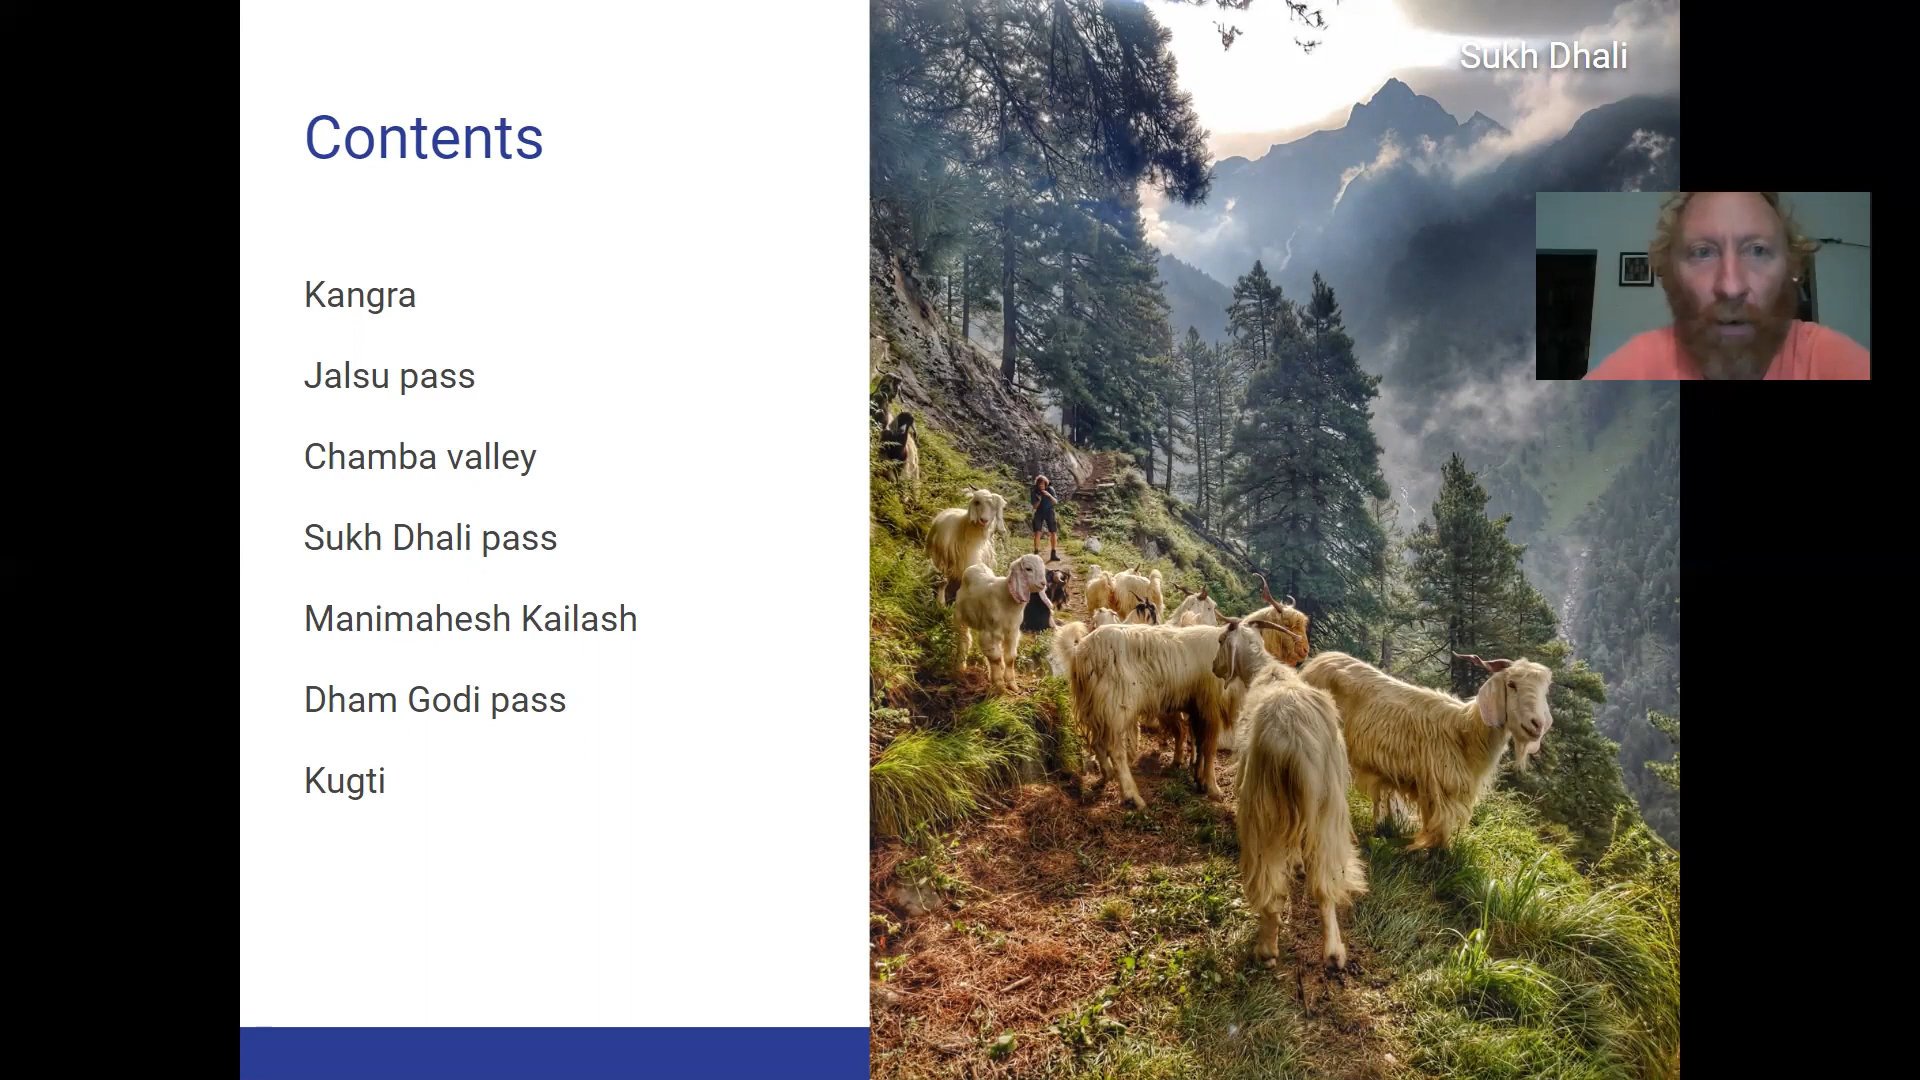 Contents
Kangra
Jalsu pass
Chamba valley
Sukh Dhali pass
Manimahesh Kailash
Dham Godi pass
Kugti
Sukh Dhali